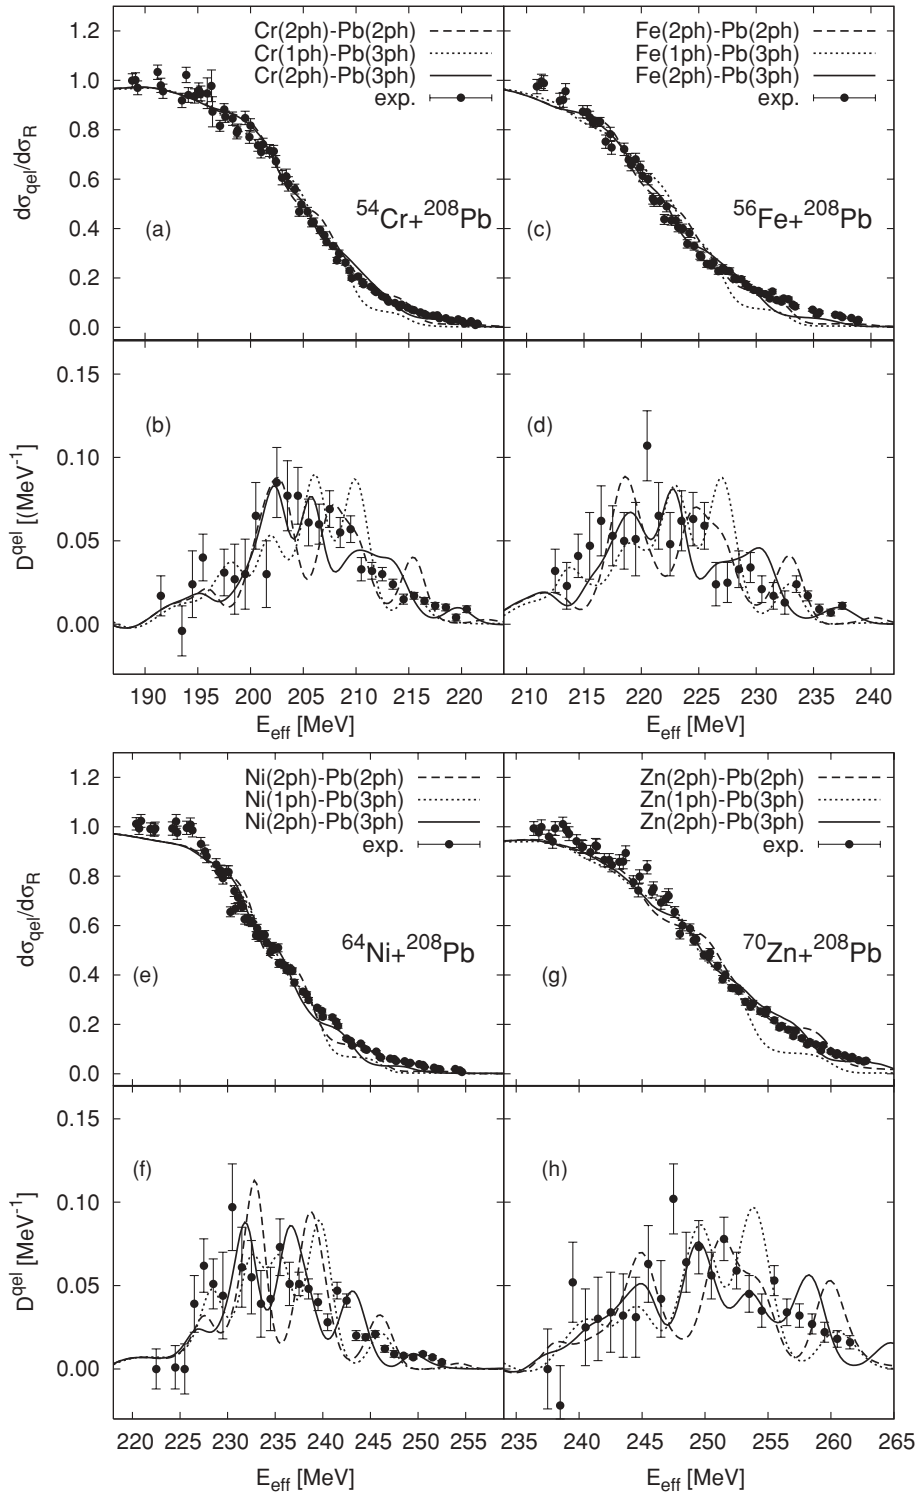 Cr(2ph)-Pb(2ph)
Cr(1ph)-Pb(3ph)
Cr(2ph)-Pb(3ph)
exp.
Fe(2ph)-Pb(2ph)
Fe(1ph)-Pb(3ph)
Fe(2ph)-Pb(3ph)
exp.
1.2
1.0
0.8
0.6
0.4
0.2
0.0
dσqel/dσR
(a)
54Cr+208Pb
(c)
56Fe+208Pb
0.15
0.10
0.05
0.00
Dqel [(MeV-1]
(b)
(d)
190 195 200 205 210 215 220
210 215 220 225 230 235 240
Eeff [MeV]
Eeff [MeV]
Ni(2ph)-Pb(2ph)
Ni(1ph)-Pb(3ph)
Ni(2ph)-Pb(3ph)
exp.
Zn(2ph)-Pb(2ph)
Zn(1ph)-Pb(3ph)
Zn(2ph)-Pb(3ph)
exp.
1.2
1.0
0.8
0.6
0.4
0.2
0.0
dσqel/dσR
(e)
64Ni+208Pb
(g)
70Zn+208Pb
0.15
0.10
0.05
0.00
Dqel [MeV-1]
(f)
(h)
220 225 230 235 240 245 250 255
235 240 245 250 255 260 265
Eeff [MeV]
Eeff [MeV]